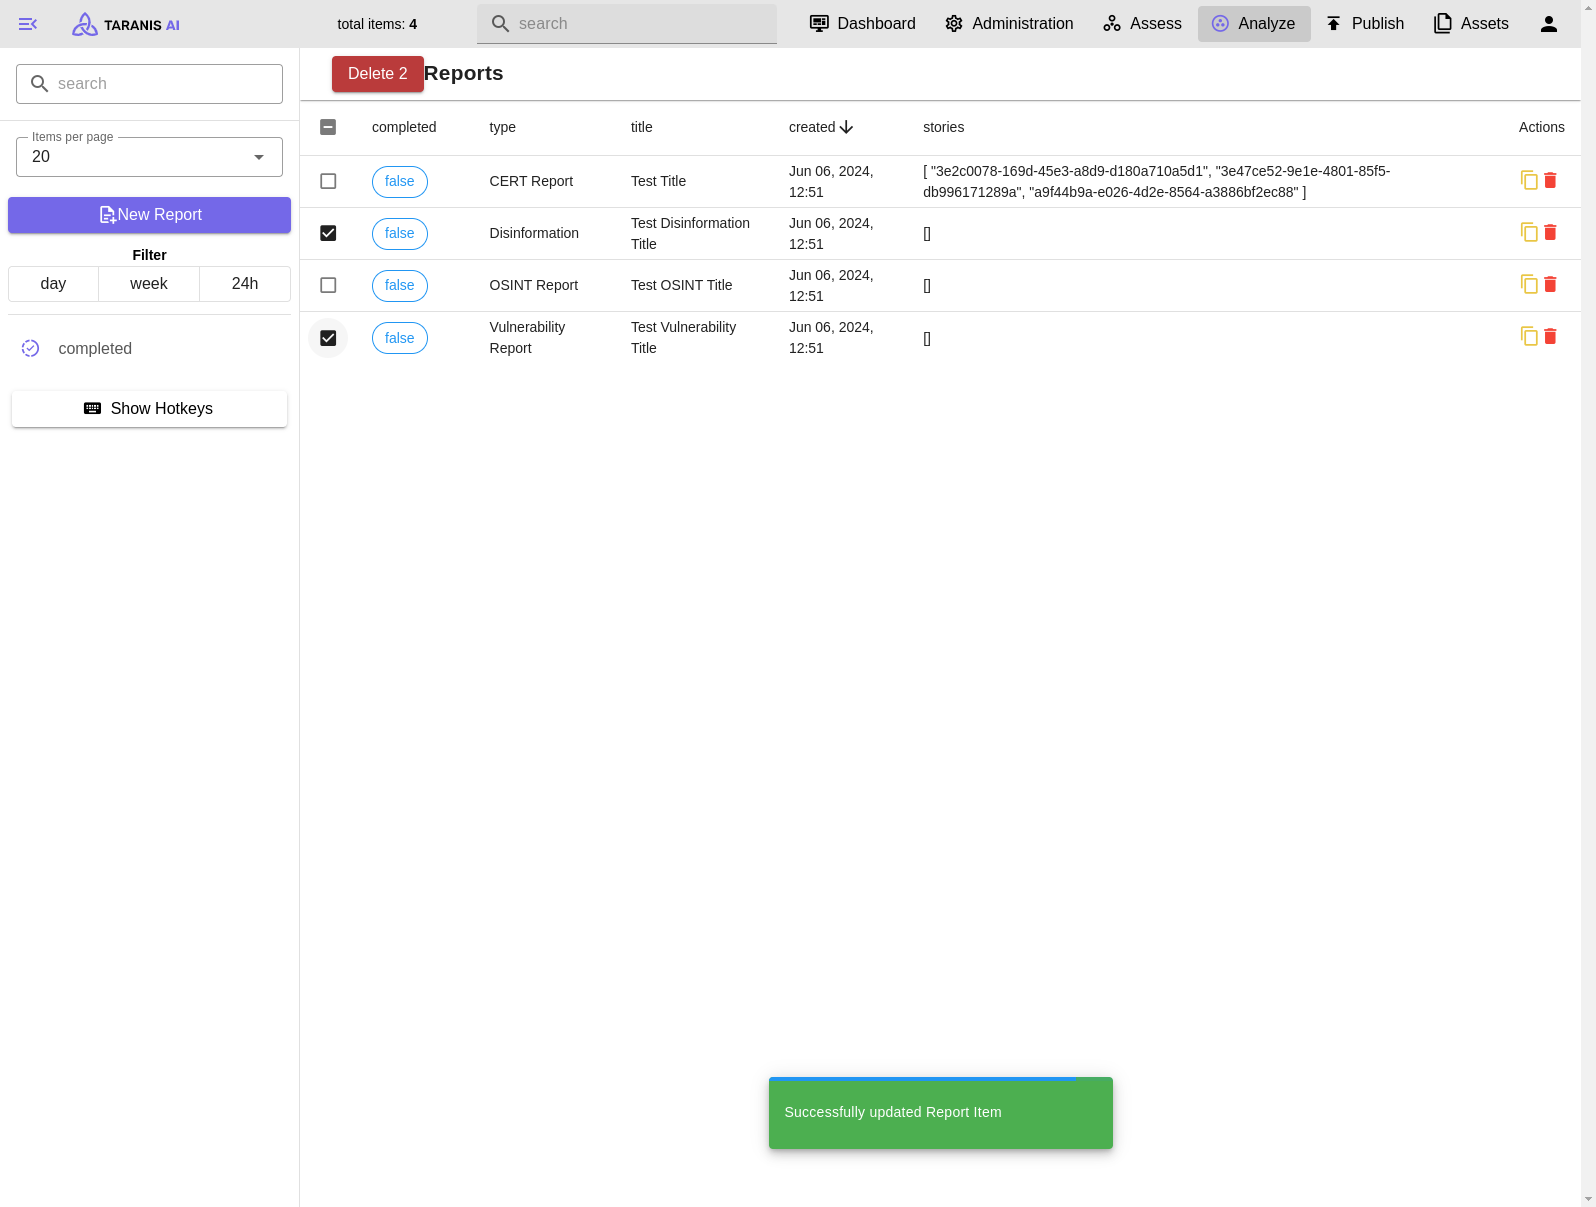 TARANIS AI
total items: 4
search
Dashboard
Administration
Assess
Analyze
Publish
Assets
search
Items per page
20
New Report
Filter
day week 24h
completed
Show Hotkeys
Delete 2
Reports
completed type title created stories Actions
false CERT Report Test Title Jun 06, 2024, [ "3e2c0078-169d-45e3-a8d9-d180a710a5d1", "3e47ce52-9e1e-4801-85f5-
12:51 db996171289a", "a9f44b9a-e026-4d2e-8564-a3886bf2ec88" ]
false Disinformation Test Disinformation Jun 06, 2024, []
Title 12:51
false OSINT Report Test OSINT Title Jun 06, 2024, []
12:51
false Vulnerability Test Vulnerability Jun 06, 2024, []
Report Title 12:51
Successfully updated Report Item